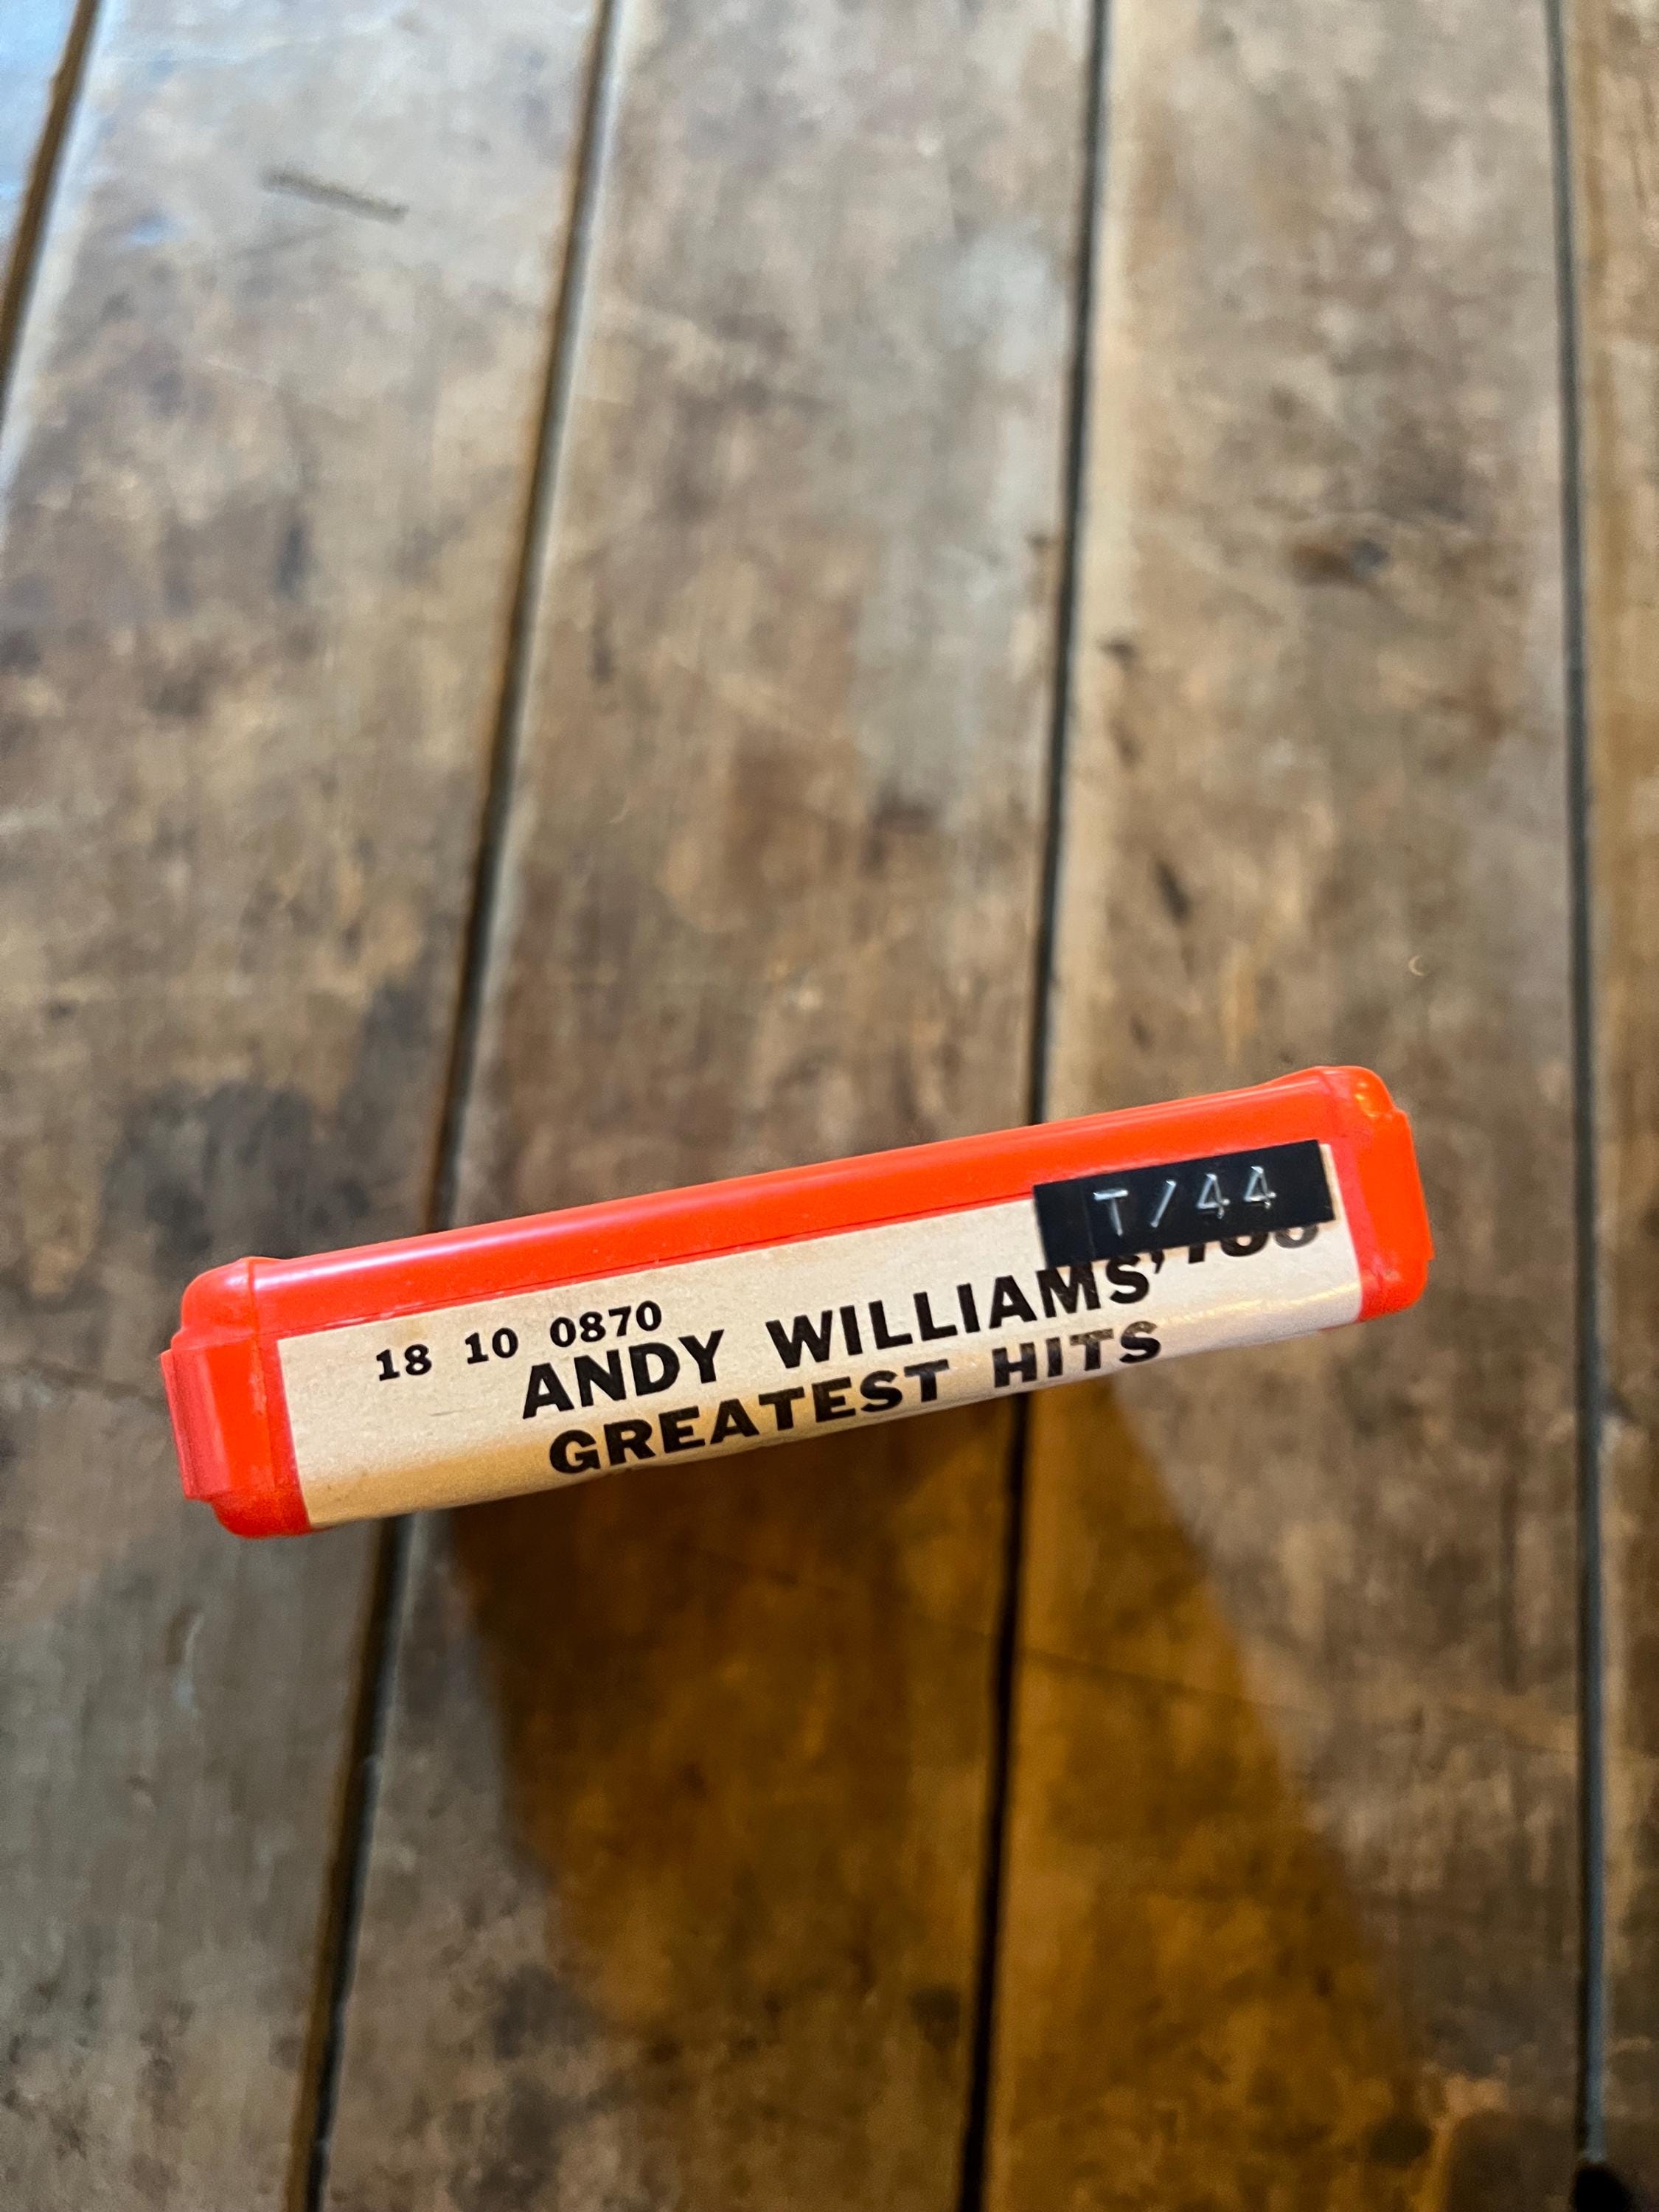 T/44
18 10 0870
ANDY WILLIAMS'
GREATEST HITS